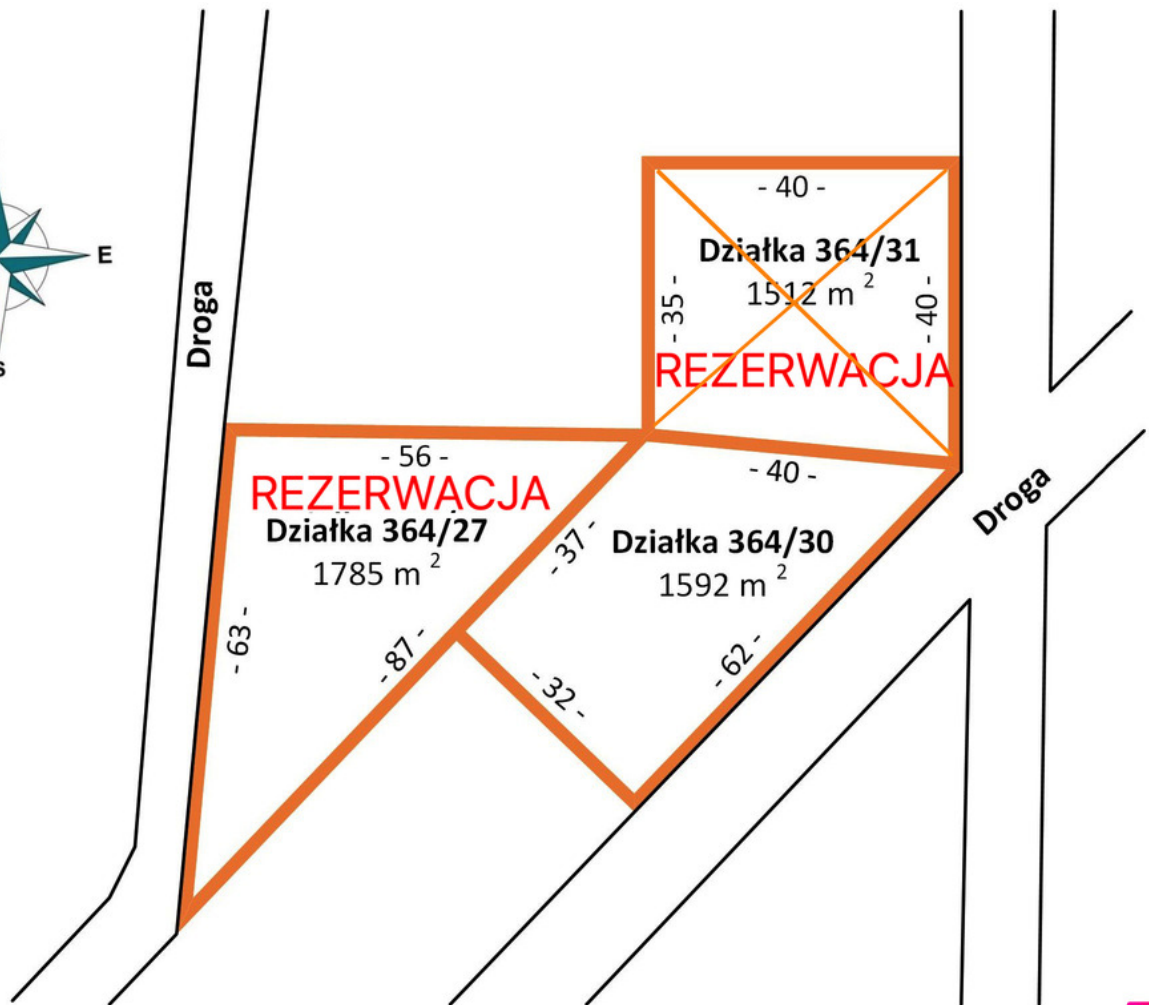 - 40 -
Działka 364/31
1512 m 2
- 35 -
- 40 -
REZERWACJA
E
S
Droga
- 56 -
REZERWACJA
Działka 364/27
1785 m 2
- 63 -
- 87 -
- 40 -
- 37 -
Działka 364/30
1592 m 2
- 32 -
- 62 -
Droga